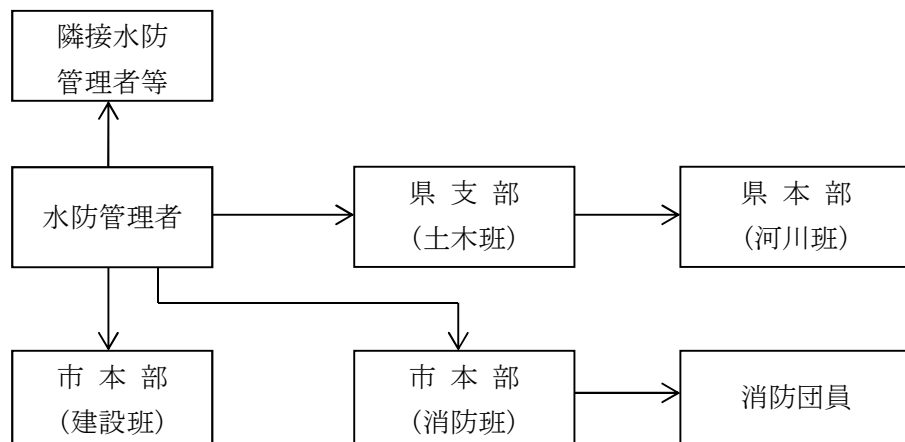 隣接水防
管理者等
水防管理者
県 支 部
(土木班)
県 本 部
(河川班)
市 本 部
(建設班)
市 本 部
(消防班)
消防団員